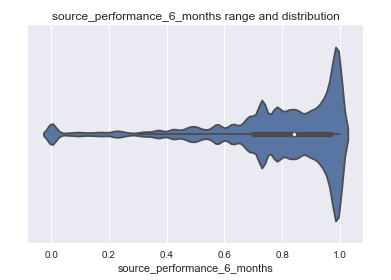 source_performance_6_months range and distribution
0.0 0.2 0.4 0.6 0.8 1.0
source_performance_6_months